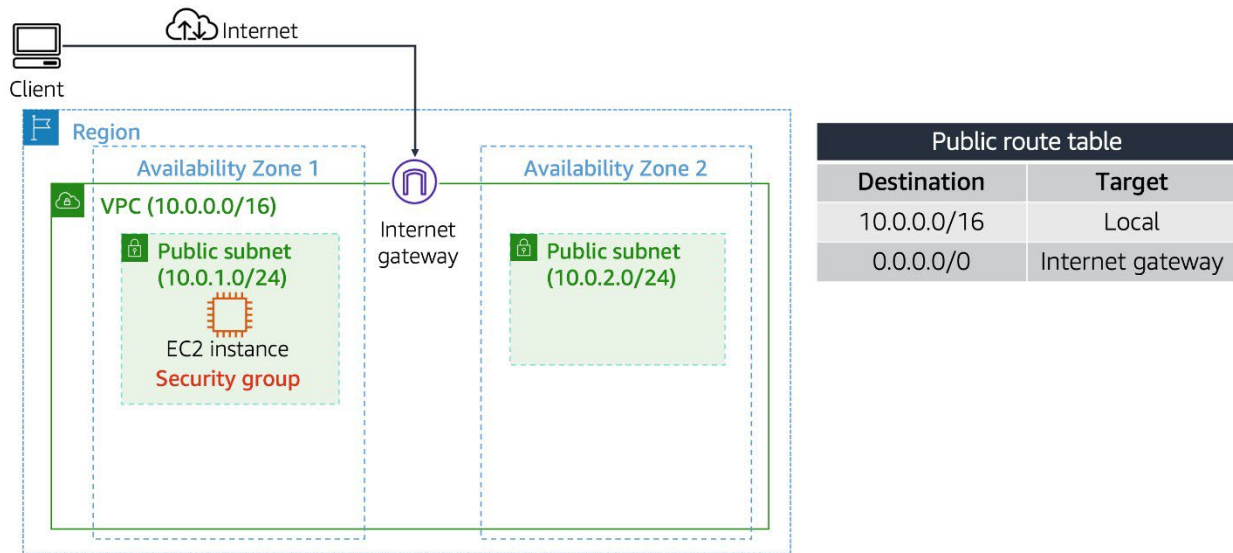 Internet
Client
Region
Availability Zone 1
Availability Zone 2
VPC (10.0.0.0/16)
Internet
gateway
Public subnet
(10.0.1.0/24)
EC2 instance
Security group
Public subnet
(10.0.2.0/24)
Public route table
Destination Target
10.0.0.0/16 Local
0.0.0.0/0 Internet gateway